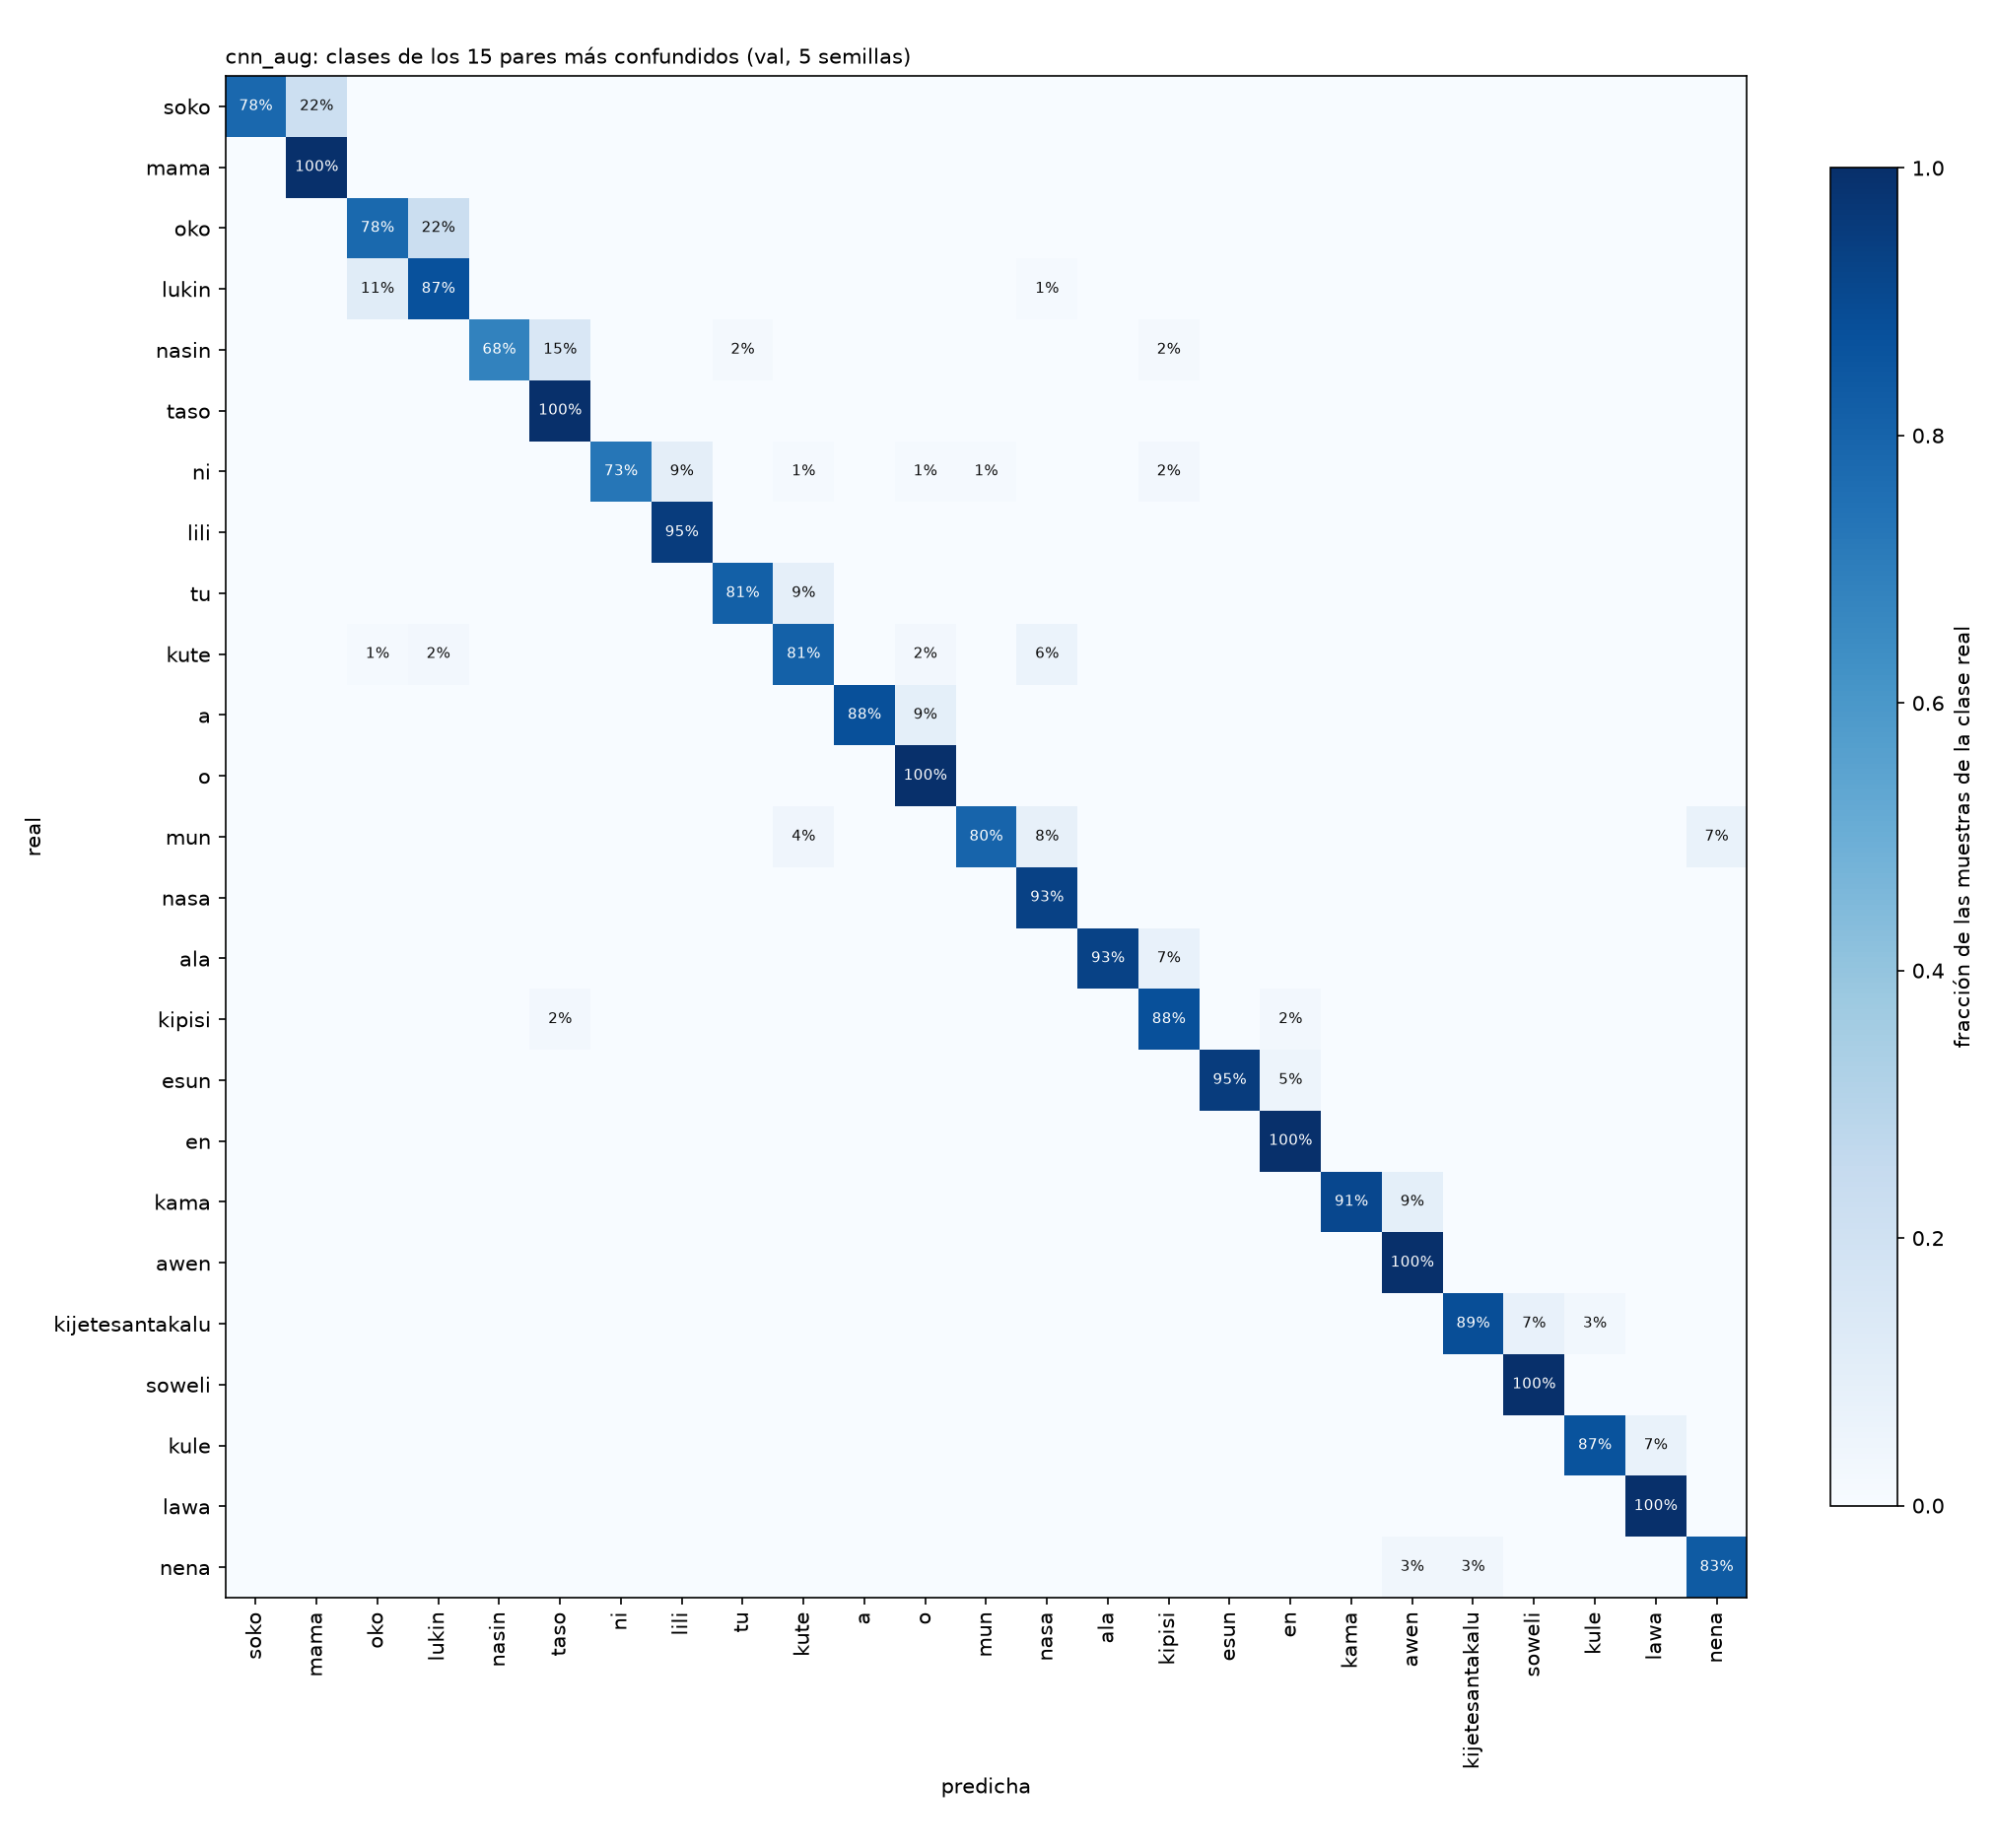 cnn_aug: clases de los 15 pares más confundidos (val, 5 semillas)
soko 78% 22%
mama 100%
oko 78% 22%
lukin 11% 87% 1%
nasin 68% 15% 2% 2%
taso 100%
ni 73% 9% 1% 1% 1% 2%
lili 95%
tu 81% 9%
kute 1% 2% 81% 2% 6%
a 88% 9%
o 100%
mun 4% 80% 8% 7%
nasa 93%
ala 93% 7%
kipisi 2% 88% 2%
esun 95% 5%
en 100%
kama 91% 9%
awen 100%
kijetesantakalu 89% 7% 3%
soweli 100%
kule 87% 7%
lawa 100%
nena 3% 3% 83%
soko mama oko lukin nasin taso ni lili tu kute a o mun nasa ala kipisi esun en kama awen kijetesantakalu soweli kule lawa nena
predicha
real
1.0
0.8
0.6
0.4
0.2
0.0
fracción de las muestras de la clase real